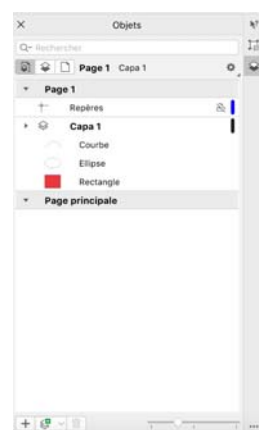 Objets
Rechercher
Page 1 Capa 1
Page 1
Repères
Capa 1
Courbe
Ellipse
Rectangle
Page principale